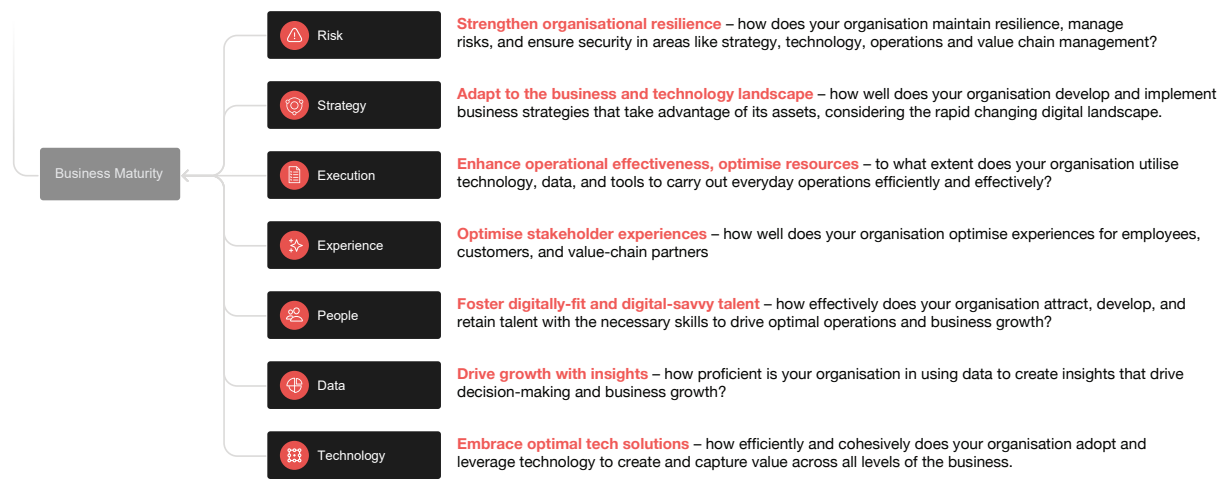 Business Maturity
Risk
Strengthen organisational resilience – how does your organisation maintain resilience, manage
risks, and ensure security in areas like strategy, technology, operations and value chain management?
Strategy
Adapt to the business and technology landscape – how well does your organisation develop and implement
business strategies that take advantage of its assets, considering the rapid changing digital landscape.
Execution
Enhance operational effectiveness, optimise resources – to what extent does your organisation utilise
technology, data, and tools to carry out everyday operations efficiently and effectively?
Experience
Optimise stakeholder experiences – how well does your organisation optimise experiences for employees,
customers, and value-chain partners
People
Foster digitally-fit and digital-savvy talent – how effectively does your organisation attract, develop, and
retain talent with the necessary skills to drive optimal operations and business growth?
Data
Drive growth with insights – how proficient is your organisation in using data to create insights that drive
decision-making and business growth?
Technology
Embrace optimal tech solutions – how efficiently and cohesively does your organisation adopt and
leverage technology to create and capture value across all levels of the business.